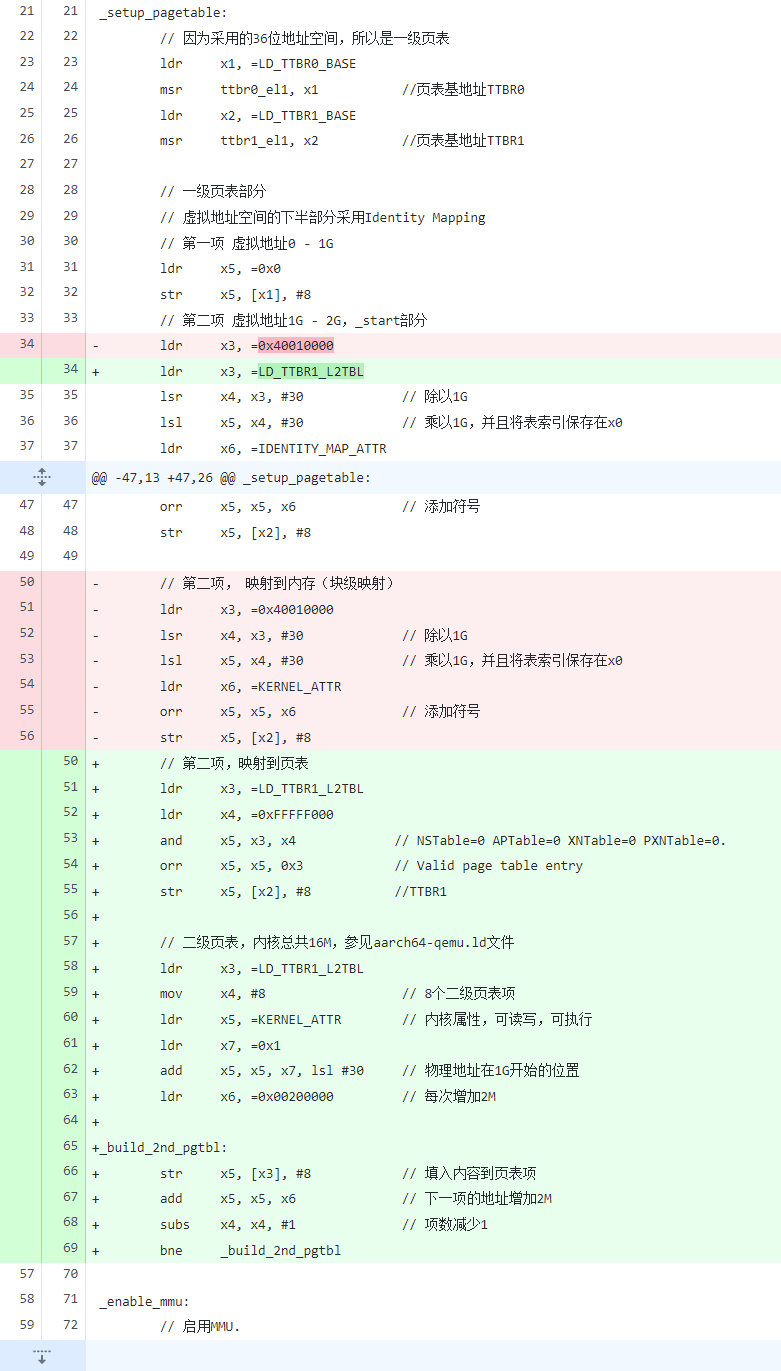 21 21 _setup_pagetable:
22 22 // 因为采用的36位地址空间，所以是一级页表
23 23 ldr x1, =LD_TTBR0_BASE
24 24 msr ttbr0_el1, x1 //页表基地址TTBR0
25 25 ldr x2, =LD_TTBR1_BASE
26 26 msr ttbr1_el1, x2 //页表基地址TTBR1
27 27
28 28 // 一级页表部分
29 29 // 虚拟地址空间的下半部分采用Identity Mapping
30 30 // 第一项 虚拟地址0 - 1G
31 31 ldr x5, =0x0
32 32 str x5, [x1], #8
33 33 // 第二项 虚拟地址1G - 2G，_start部分
34 - ldr x3, =0x40010000
34 + ldr x3, =LD_TTBR1_L2TBL
35 35 lsr x4, x3, #30 // 除以1G
36 36 lsl x5, x4, #30 // 乘以1G，并且将表索引保存在x0
37 37 ldr x6, =IDENTITY_MAP_ATTR
@@ -47,13 +47,26 @@ _setup_pagetable:
47 47 orr x5, x5, x6 // 添加符号
48 48 str x5, [x2], #8
49 49
50 - // 第二项， 映射到内存（块级映射）
51 - ldr x3, =0x40010000
52 - lsr x4, x3, #30 // 除以1G
53 - lsl x5, x4, #30 // 乘以1G，并且将表索引保存在x0
54 - ldr x6, =KERNEL_ATTR
55 - orr x5, x5, x6 // 添加符号
56 - str x5, [x2], #8
50 + // 第二项，映射到页表
51 + ldr x3, =LD_TTBR1_L2TBL
52 + ldr x4, =0xFFFFF000
53 + and x5, x3, x4 // NSTable=0 APTable=0 XNTable=0 PXNTable=0.
54 + orr x5, x5, 0x3 // Valid page table entry
55 + str x5, [x2], #8 //TTBR1
56 +
57 + // 二级页表，内核总共16M，参见aarch64-qemu.ld文件
58 + ldr x3, =LD_TTBR1_L2TBL
59 + mov x4, #8 // 8个二级页表项
60 + ldr x5, =KERNEL_ATTR // 内核属性，可读写，可执行
61 + ldr x7, =0x1
62 + add x5, x5, x7, lsl #30 // 物理地址在1G开始的位置
63 + ldr x6, =0x00200000 // 每次增加2M
64 +
65 +_build_2nd_pgtbl:
66 + str x5, [x3], #8 // 填入内容到页表项
67 + add x5, x5, x6 // 下一项的地址增加2M
68 + subs x4, x4, #1 // 项数减少1
69 + bne _build_2nd_pgtbl
57 70
58 71 _enable_mmu:
59 72 // 启用MMU.